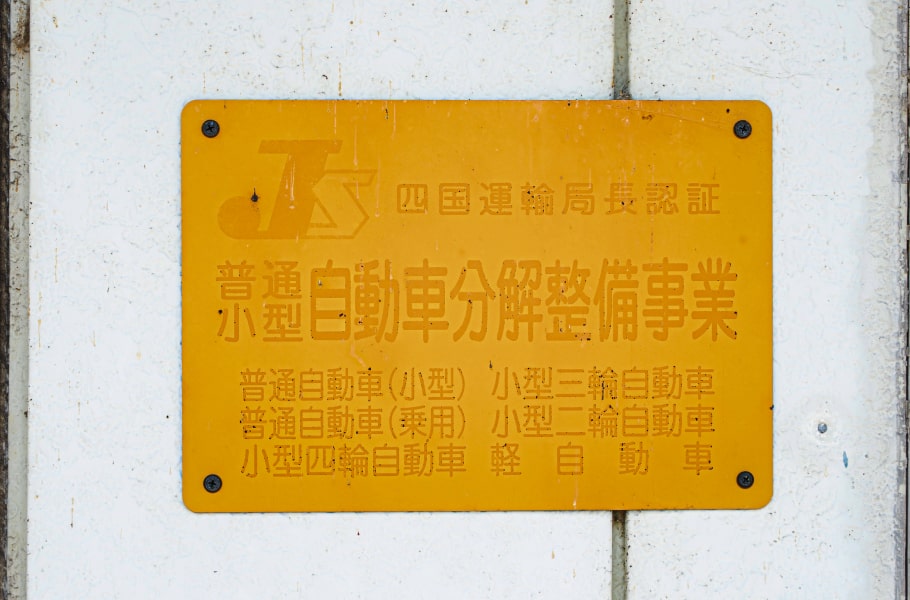 JS 四国運輸局長認証
普通
小型
自動車分解整備事業
普通自動車(小型) 小型三輪自動車
普通自動車(乗用) 小型二輪自動車
小型四輪自動車 軽自動車